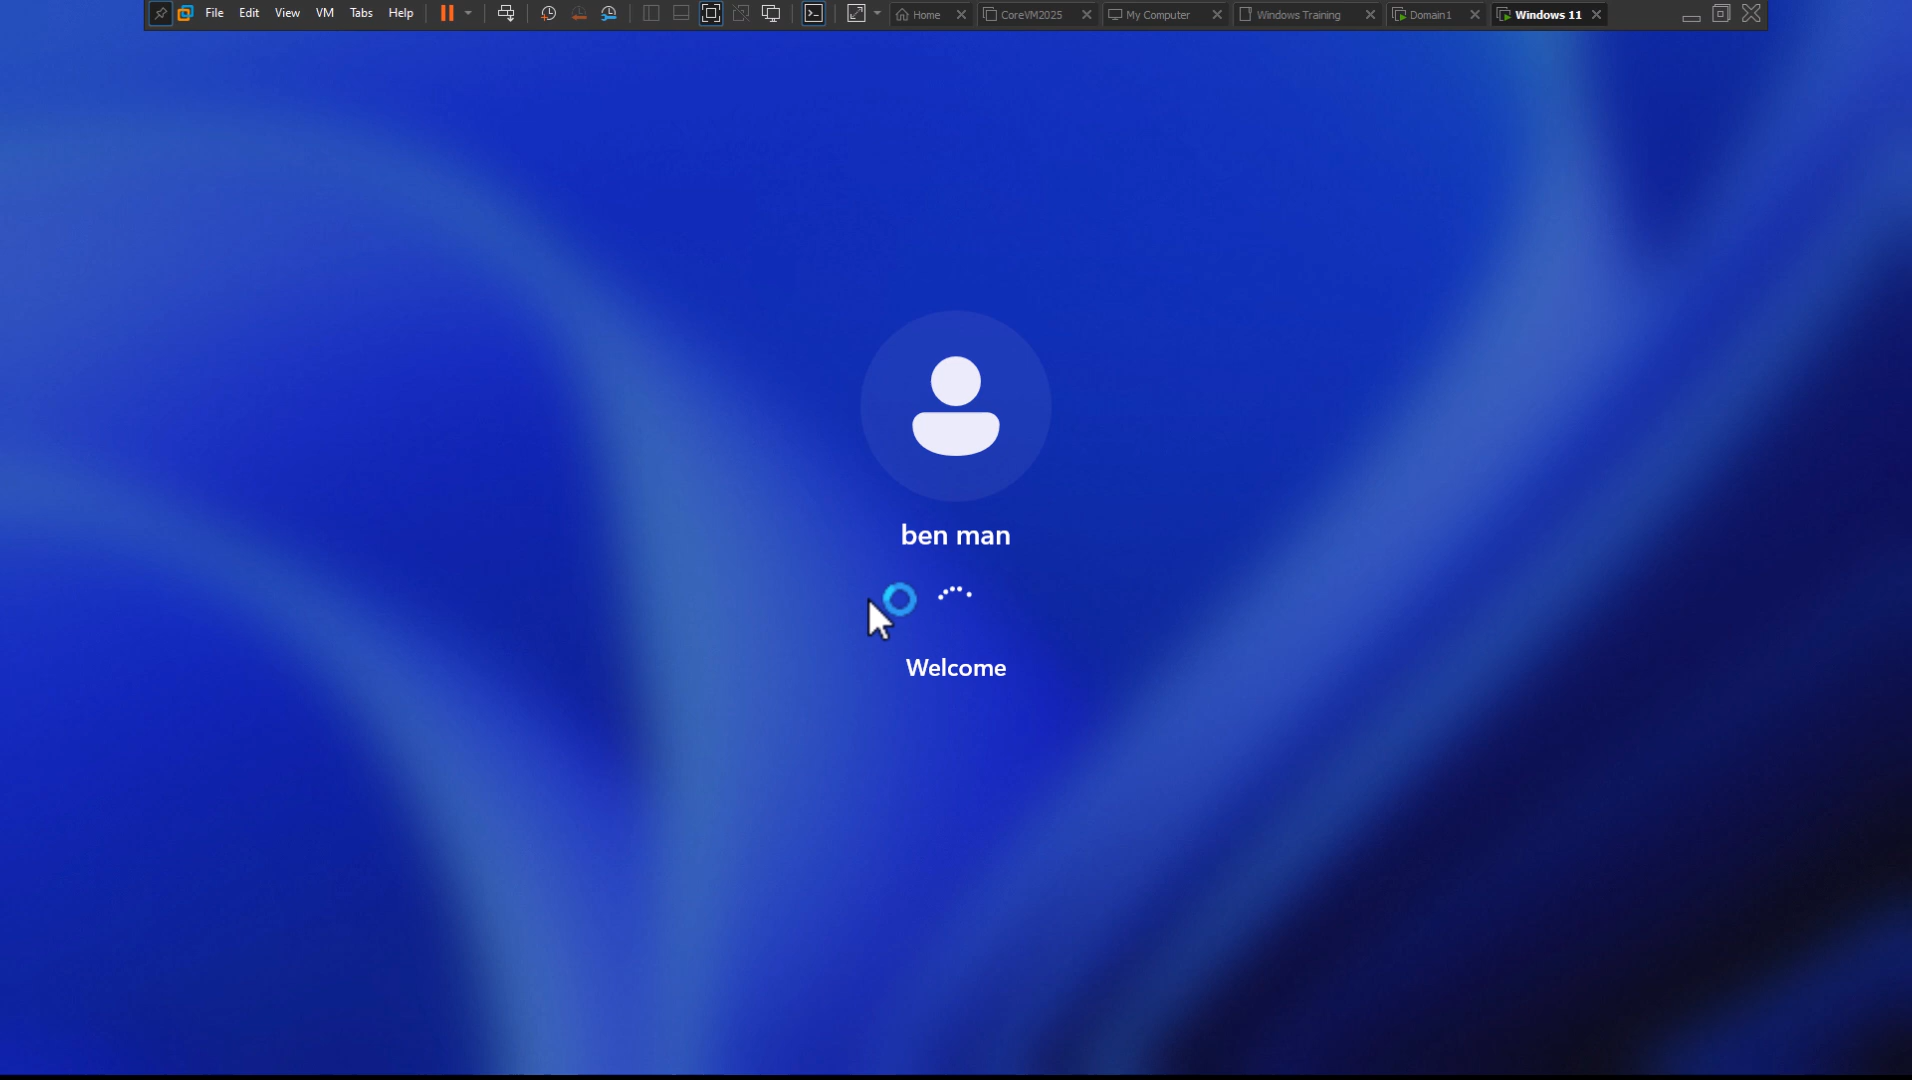 File Edit View VM Tabs Help Home CoreVM2025 My Computer Windows Training Domain1 Windows 11
ben man
Welcome